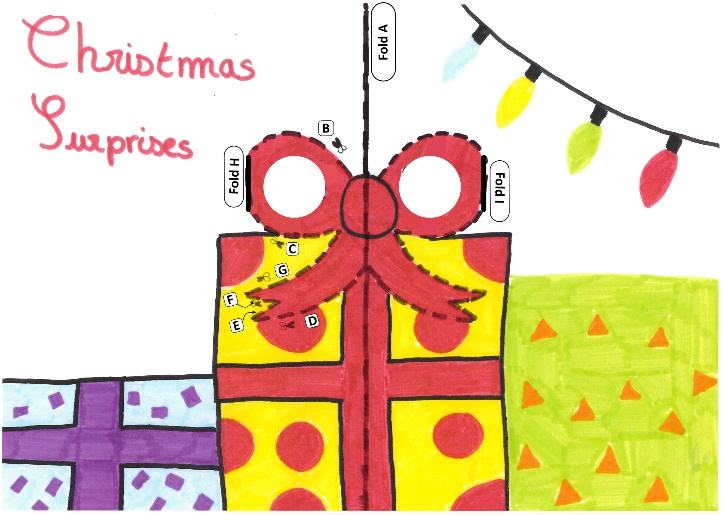 Christmas
Surprises
Fold A
B
Fold H
Fold I
C
G
F
E
D